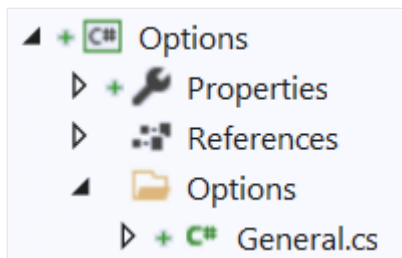 C# Options
Properties
References
Options
C# General.cs